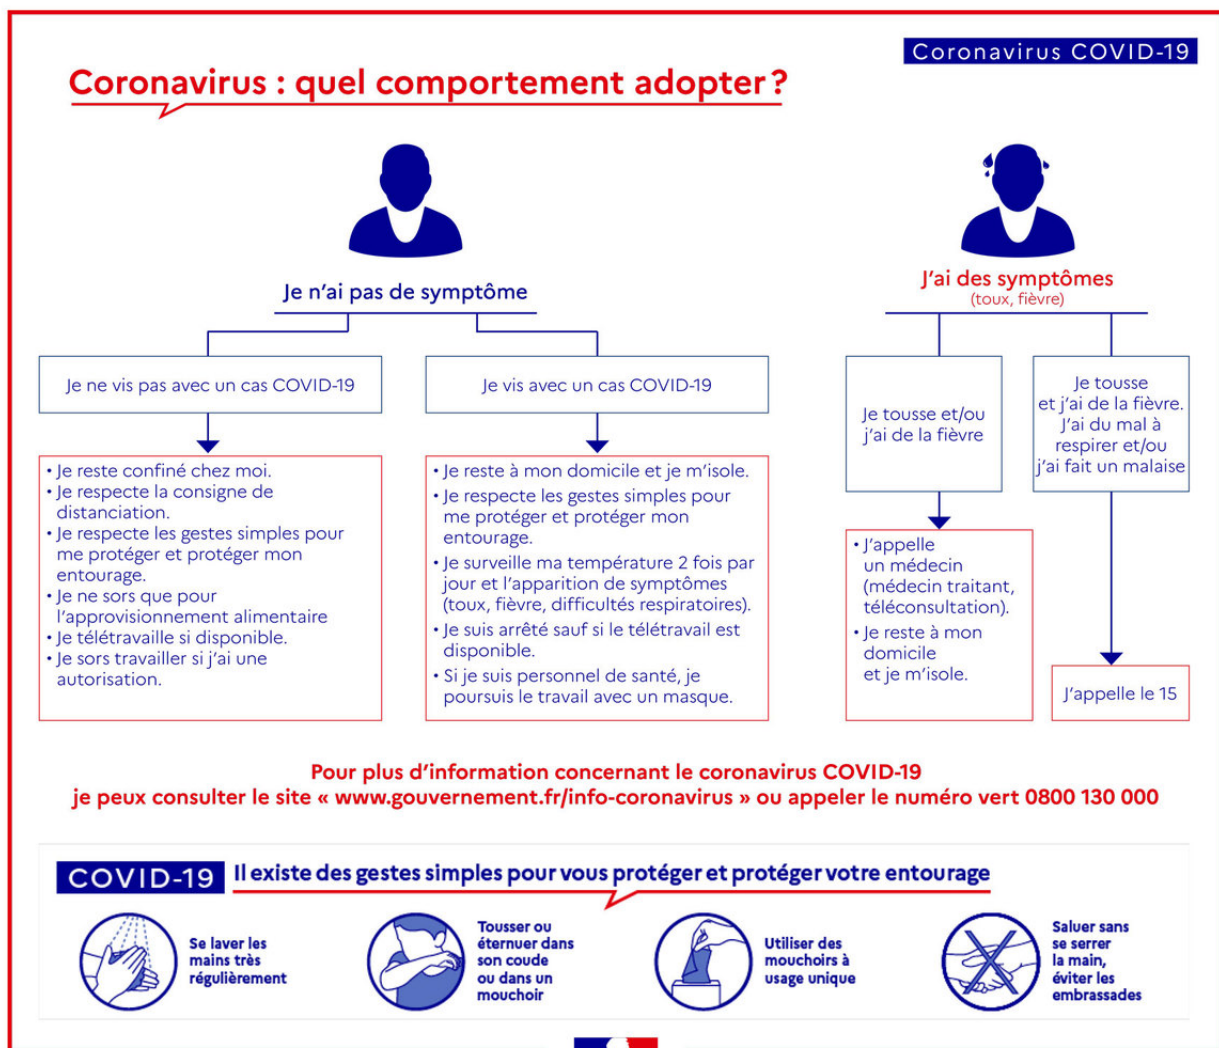 Coronavirus COVID-19
Coronavirus : quel comportement adopter ?
Je n’ai pas de symptôme
J’ai des symptômes
(toux, fièvre)
Je ne vis pas avec un cas COVID-19
Je vis avec un cas COVID-19
Je tousse et/ou
j’ai de la fièvre
Je tousse
et j’ai de la fièvre.
J’ai du mal à
respirer et/ou
j’ai fait un malaise
• Je reste confiné chez moi.
• Je respecte la consigne de
distanciation.
• Je respecte les gestes simples pour
me protéger et protéger mon
entourage.
• Je ne sors que pour
l’approvisionnement alimentaire
• Je télétravaille si disponible.
• Je sors travailler si j’ai une
autorisation.
• Je reste à mon domicile et je m’isole.
• Je respecte les gestes simples pour
me protéger et protéger mon
entourage.
• Je surveille ma température 2 fois par
jour et l’apparition de symptômes
(toux, fièvre, difficultés respiratoires).
• Je suis arrêté sauf si le télétravail est
disponible.
• Si je suis personnel de santé, je
poursuis le travail avec un masque.
• J’appelle
un médecin
(médecin traitant,
téléconsultation).
• Je reste à mon
domicile
et je m’isole.
J’appelle le 15
Pour plus d’information concernant le coronavirus COVID-19
je peux consulter le site « www.gouvernement.fr/info-coronavirus » ou appeler le numéro vert 0800 130 000
COVID-19 Il existe des gestes simples pour vous protéger et protéger votre entourage
Se laver les
mains très
régulièrement
Tousser ou
éternuer dans
son coude
ou dans un
mouchoir
Utiliser des
mouchoirs à
usage unique
Saluer sans
se serrer
la main,
éviter les
embrassades